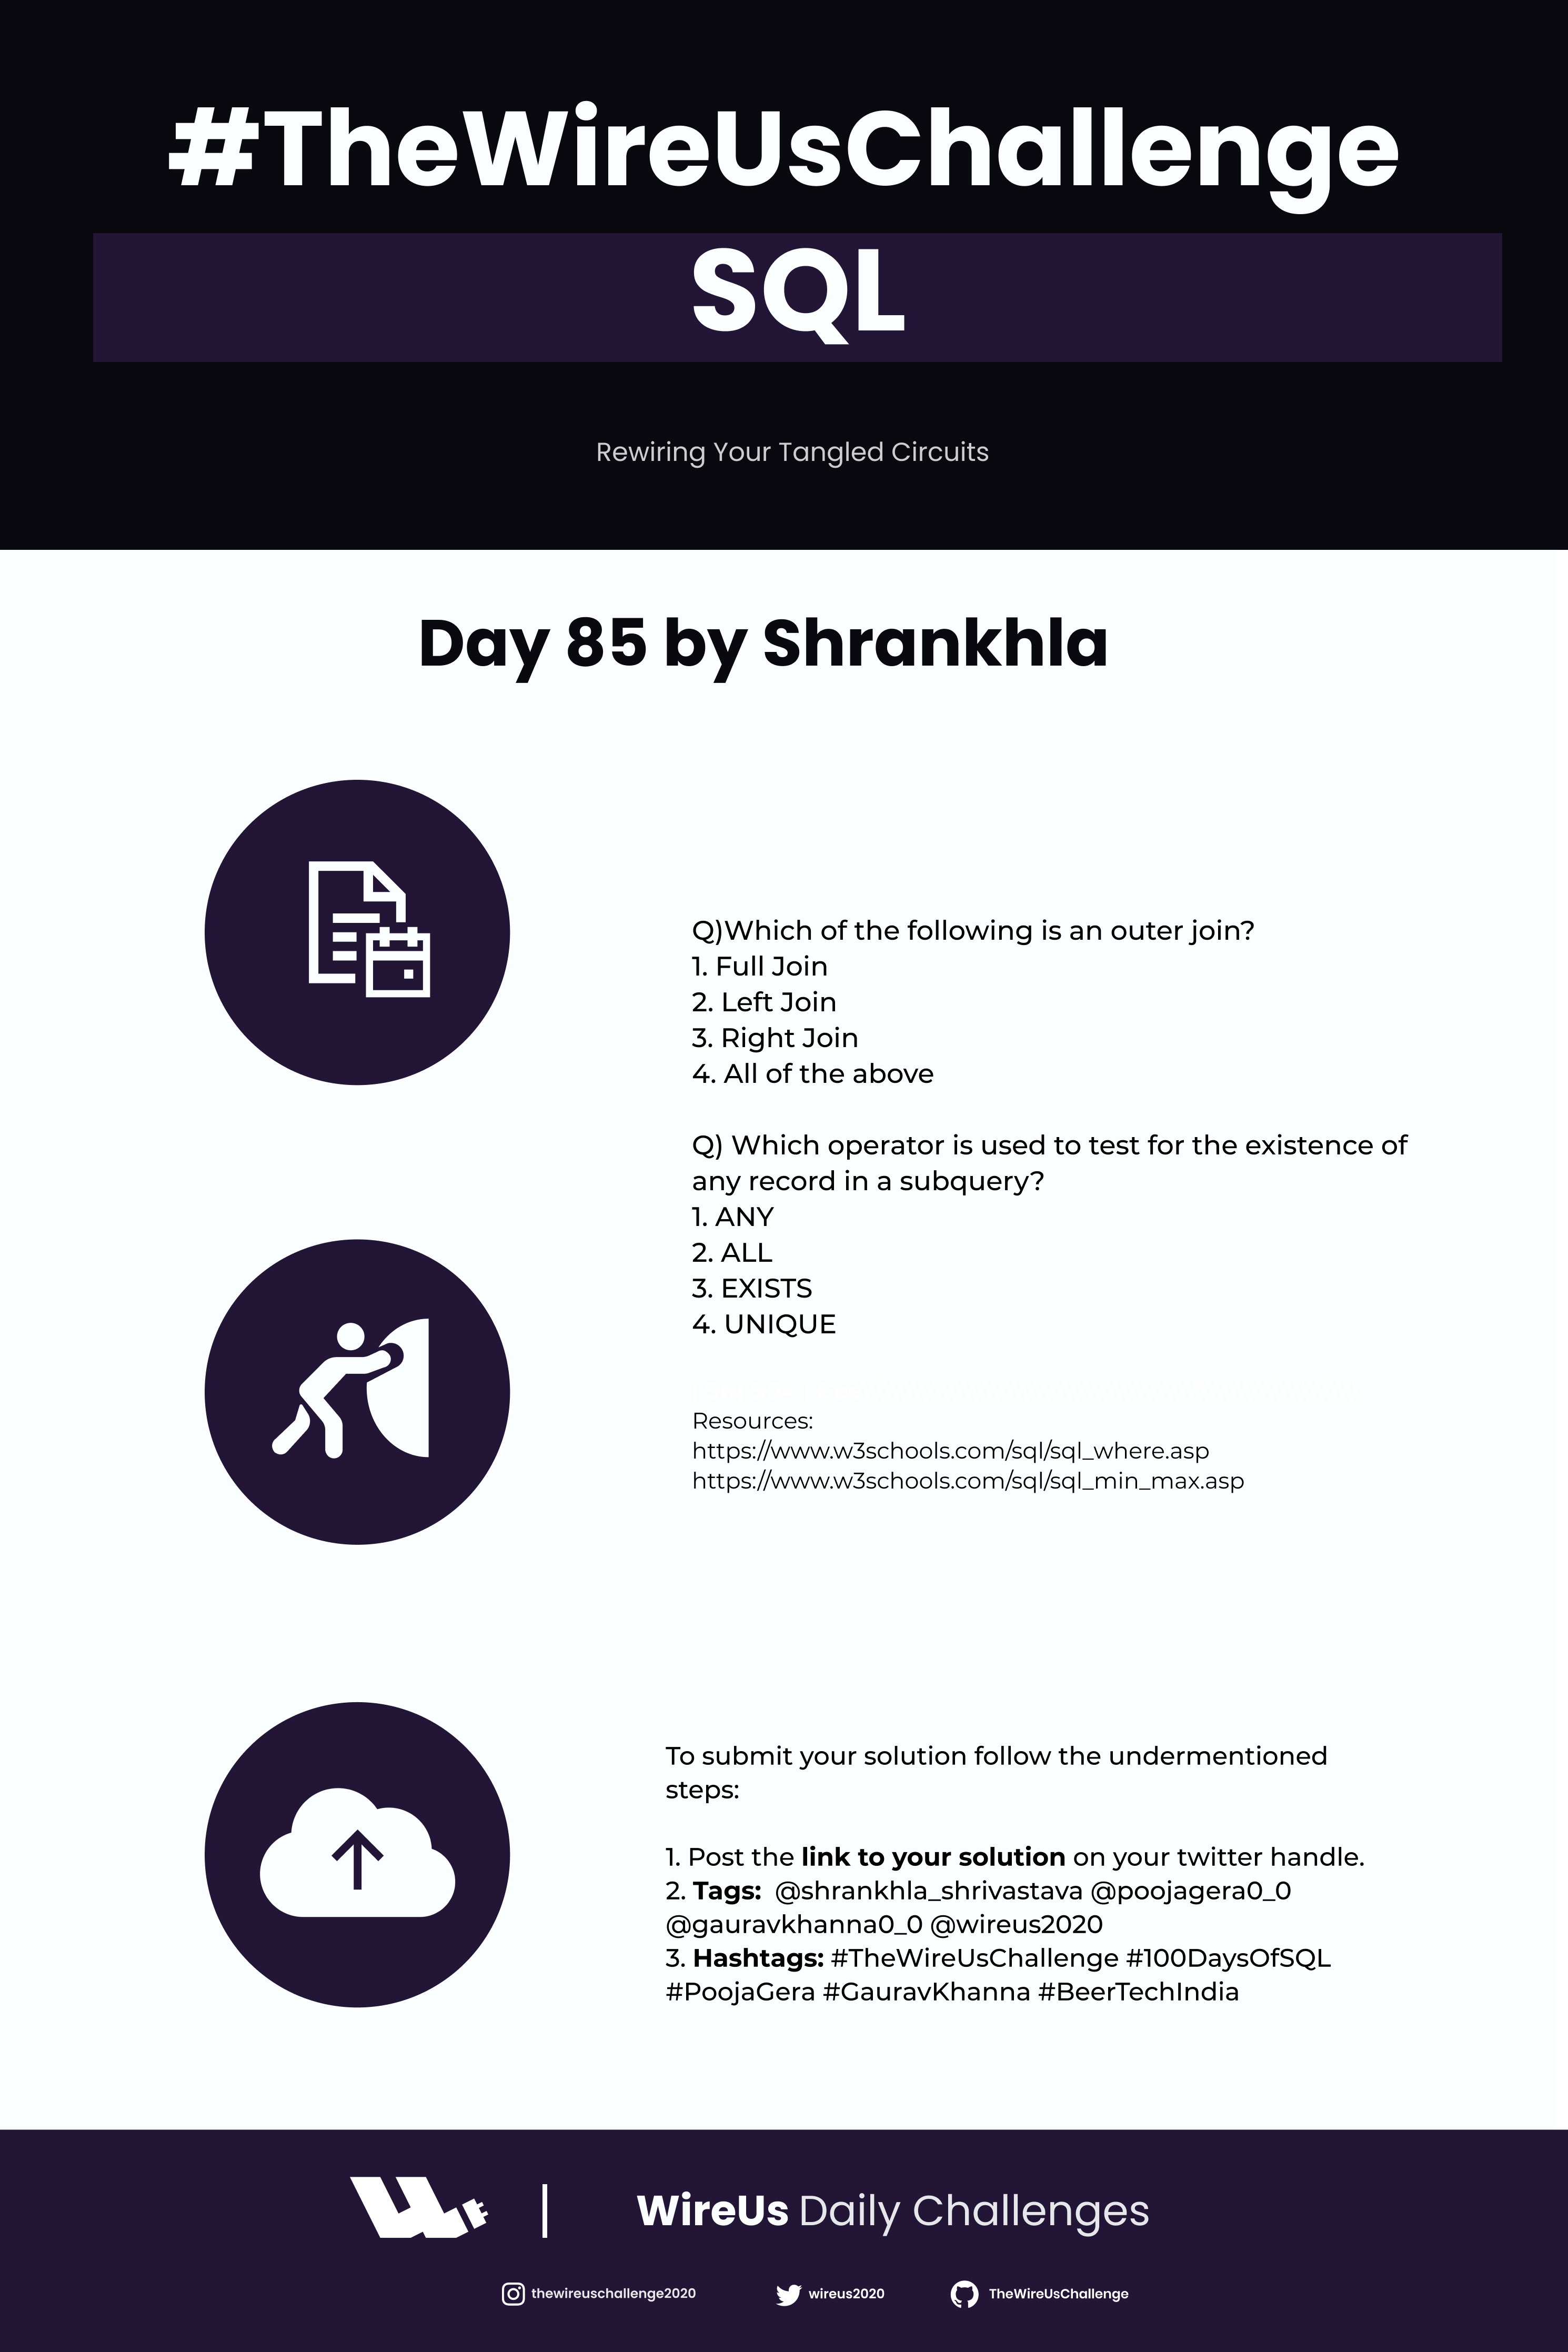 #TheWireUsChallenge
SQL
Rewiring Your Tangled Circuits
Day 85 by Shrankhla
Q)Which of the following is an outer join?
1. Full Join
2. Left Join
3. Right Join
4. All of the above
Q) Which operator is used to test for the existence of
any record in a subquery?
1. ANY
2. ALL
3. EXISTS
4. UNIQUE
Resources:
https://www.w3schools.com/sql/sql_where.asp
https://www.w3schools.com/sql/sql_min_max.asp
To submit your solution follow the undermentioned
steps:
1. Post the link to your solution on your twitter handle.
2. Tags:  @shrankhla_shrivastava @poojagera0_0
@gauravkhanna0_0 @wireus2020
3. Hashtags: #TheWireUsChallenge #100DaysOfSQL
#PoojaGera #GauravKhanna #BeerTechIndia
WireUs Daily Challenges
thewireuschallenge2020 wireus2020 TheWireUsChallenge